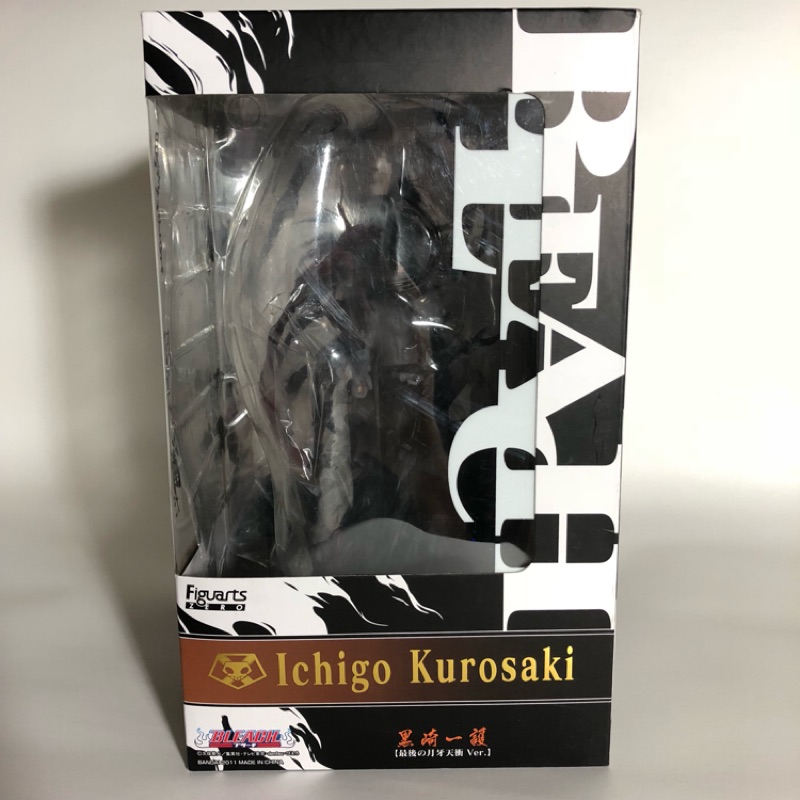 BLEACH
Figuarts
ZERO
Ichigo Kurosaki
BLEACH
黒崎一護
【最後の月牙天衝 Ver.】
BANDAI 2011 MADE IN CHINA